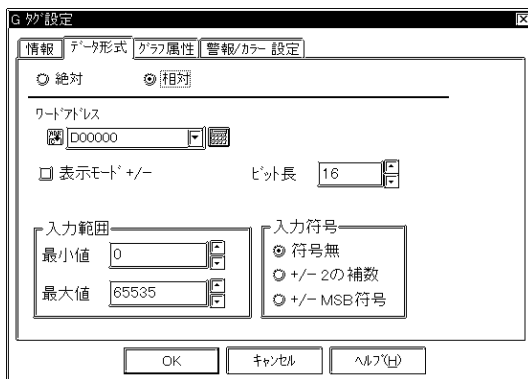 G ﾀｸﾞ設定
情報 ﾃﾞｰﾀ形式 ｸﾞﾗﾌ属性 警報/ｶﾗｰ 設定
絶対 相対
ﾜｰﾄﾞｱﾄﾞﾚｽ
D00000
表示ﾓｰﾄﾞ +/- ﾋﾞｯﾄ長 16
入力範囲
最小値 0
最大値 65535
入力符号
符号無
+/- 2の補数
+/- MSB符号
OK ｷｬﾝｾﾙ ﾍﾙﾌﾟ(H)